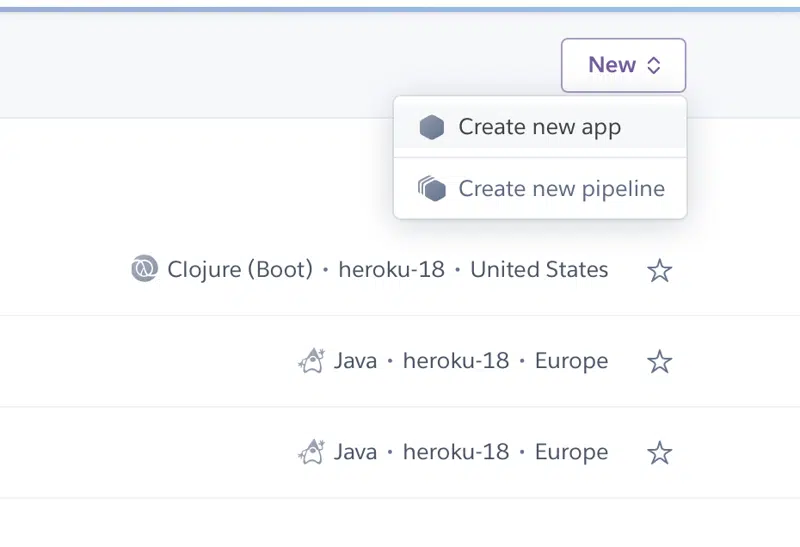 New
Create new app
Create new pipeline
Clojure (Boot) • heroku-18 • United States
Java • heroku-18 • Europe
Java • heroku-18 • Europe